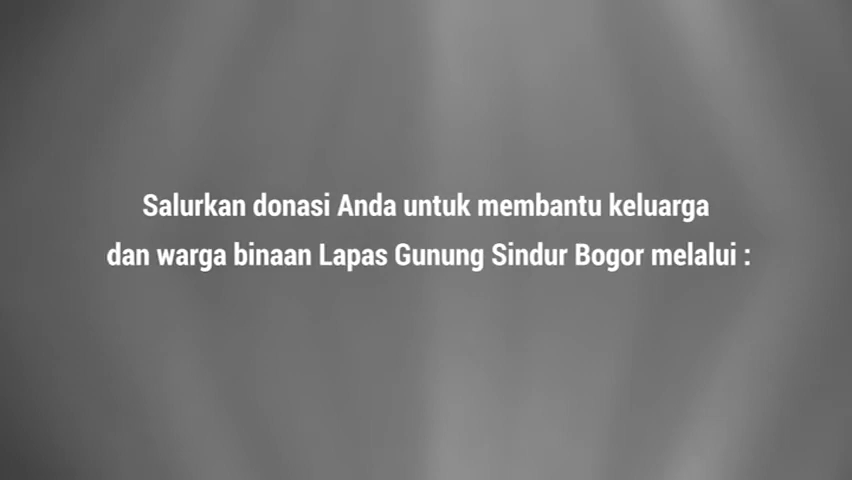 Salurkan donasi Anda untuk membantu keluarga
dan warga binaan Lapas Gunung Sindur Bogor melalui :